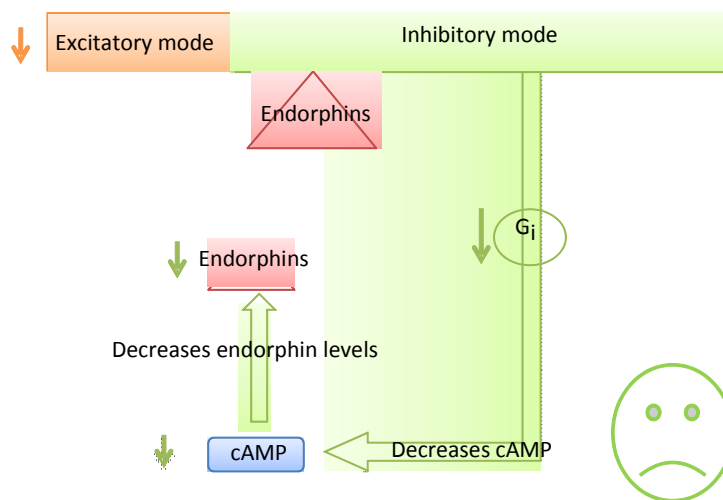 Excitatory mode
Inhibitory mode
Endorphins
Gi
Endorphins
Decreases endorphin levels
cAMP
Decreases cAMP